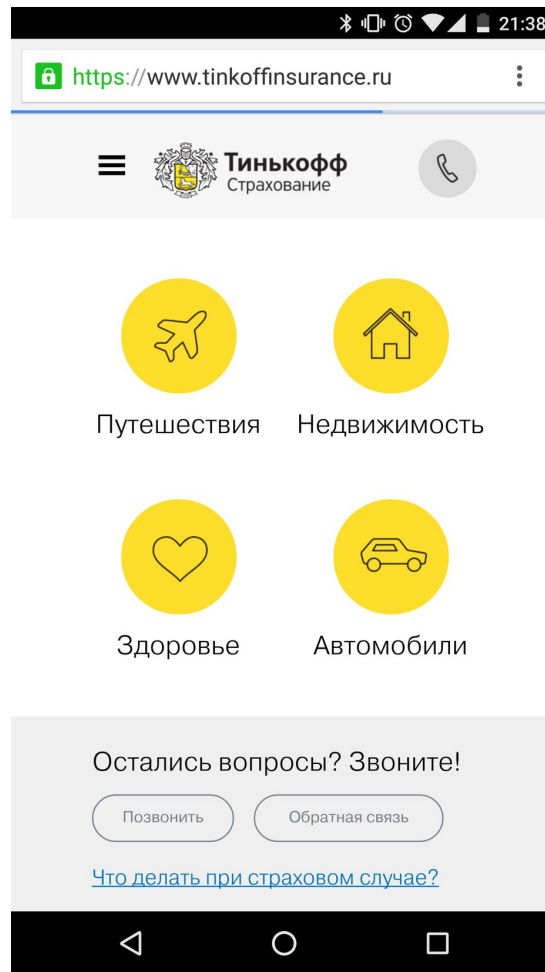 21:38
https://www.tinkoffinsurance.ru
Тинькофф
Страхование
Путешествия
Недвижимость
Здоровье
Автомобили
Остались вопросы? Звоните!
Позвонить
Обратная связь
Что делать при страховом случае?